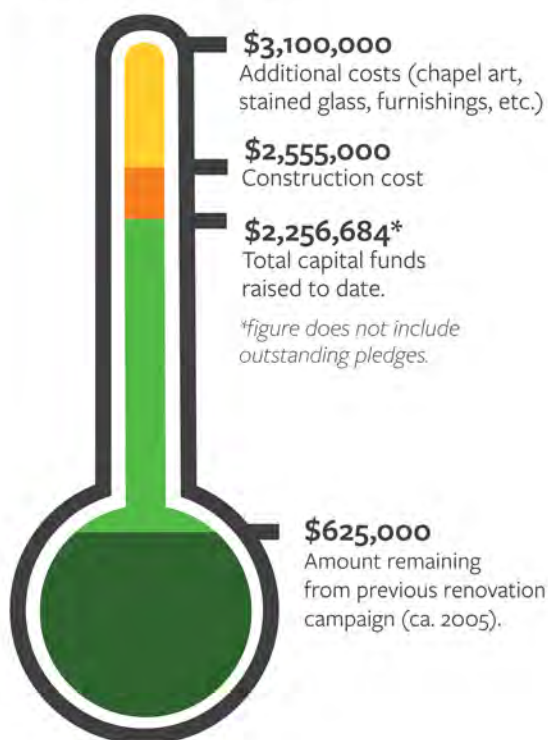 $3,100,000
Additional costs (chapel art,
stained glass, furnishings, etc.)
$2,555,000
Construction cost
$2,256,684*
Total capital funds
raised to date.
*figure does not include
outstanding pledges.
$625,000
Amount remaining
from previous renovation
campaign (ca. 2005).